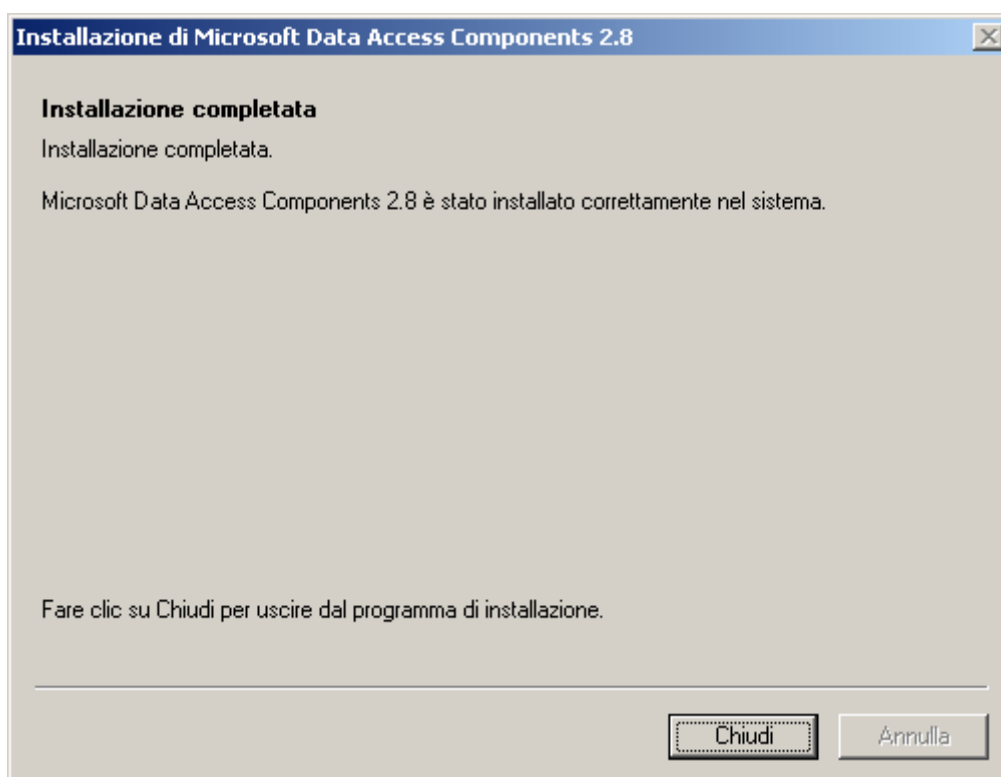 Installazione di Microsoft Data Access Components 2.8
Installazione completata
Installazione completata.
Microsoft Data Access Components 2.8 è stato installato correttamente nel sistema.
Fare clic su Chiudi per uscire dal programma di installazione.
Chiudi Annulla